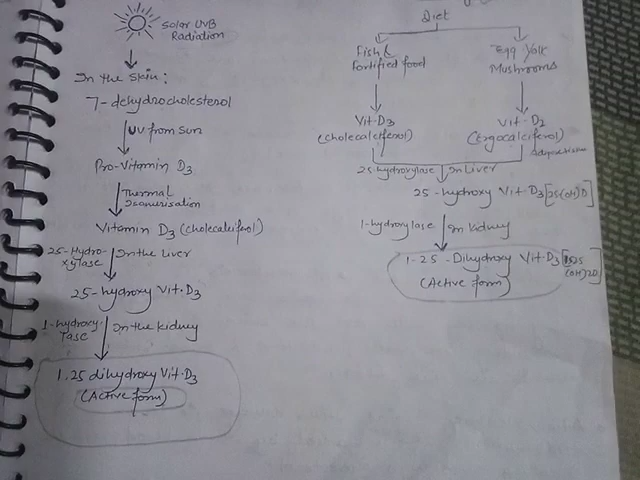 Solar UVB
Radiation
In the skin:
7-dehydrocholesterol
UV from sun
Pro-Vitamin D3
Thermal
Isomerisation
Vitamin D3 (cholecalciferol)
25-Hydro-
xylase
In the Liver
25-hydroxy Vit.D3
1-hydroxy-
lase
In the kidney
1.25 dihydroxy Vit.D3
(Active form)
Diet
Fish &
Fortified food
Egg Yolk
Mushrooms
Vit-D3
(cholecalciferol)
Vit-D2
(Ergocalciferol)
25-hydroxylase
In Liver
25-hydroxy Vit-D3 [25(OH)D]
1-hydroxylase
In kidney
1-25-Dihydroxy Vit-D3
(OH)2D]
(Active form)